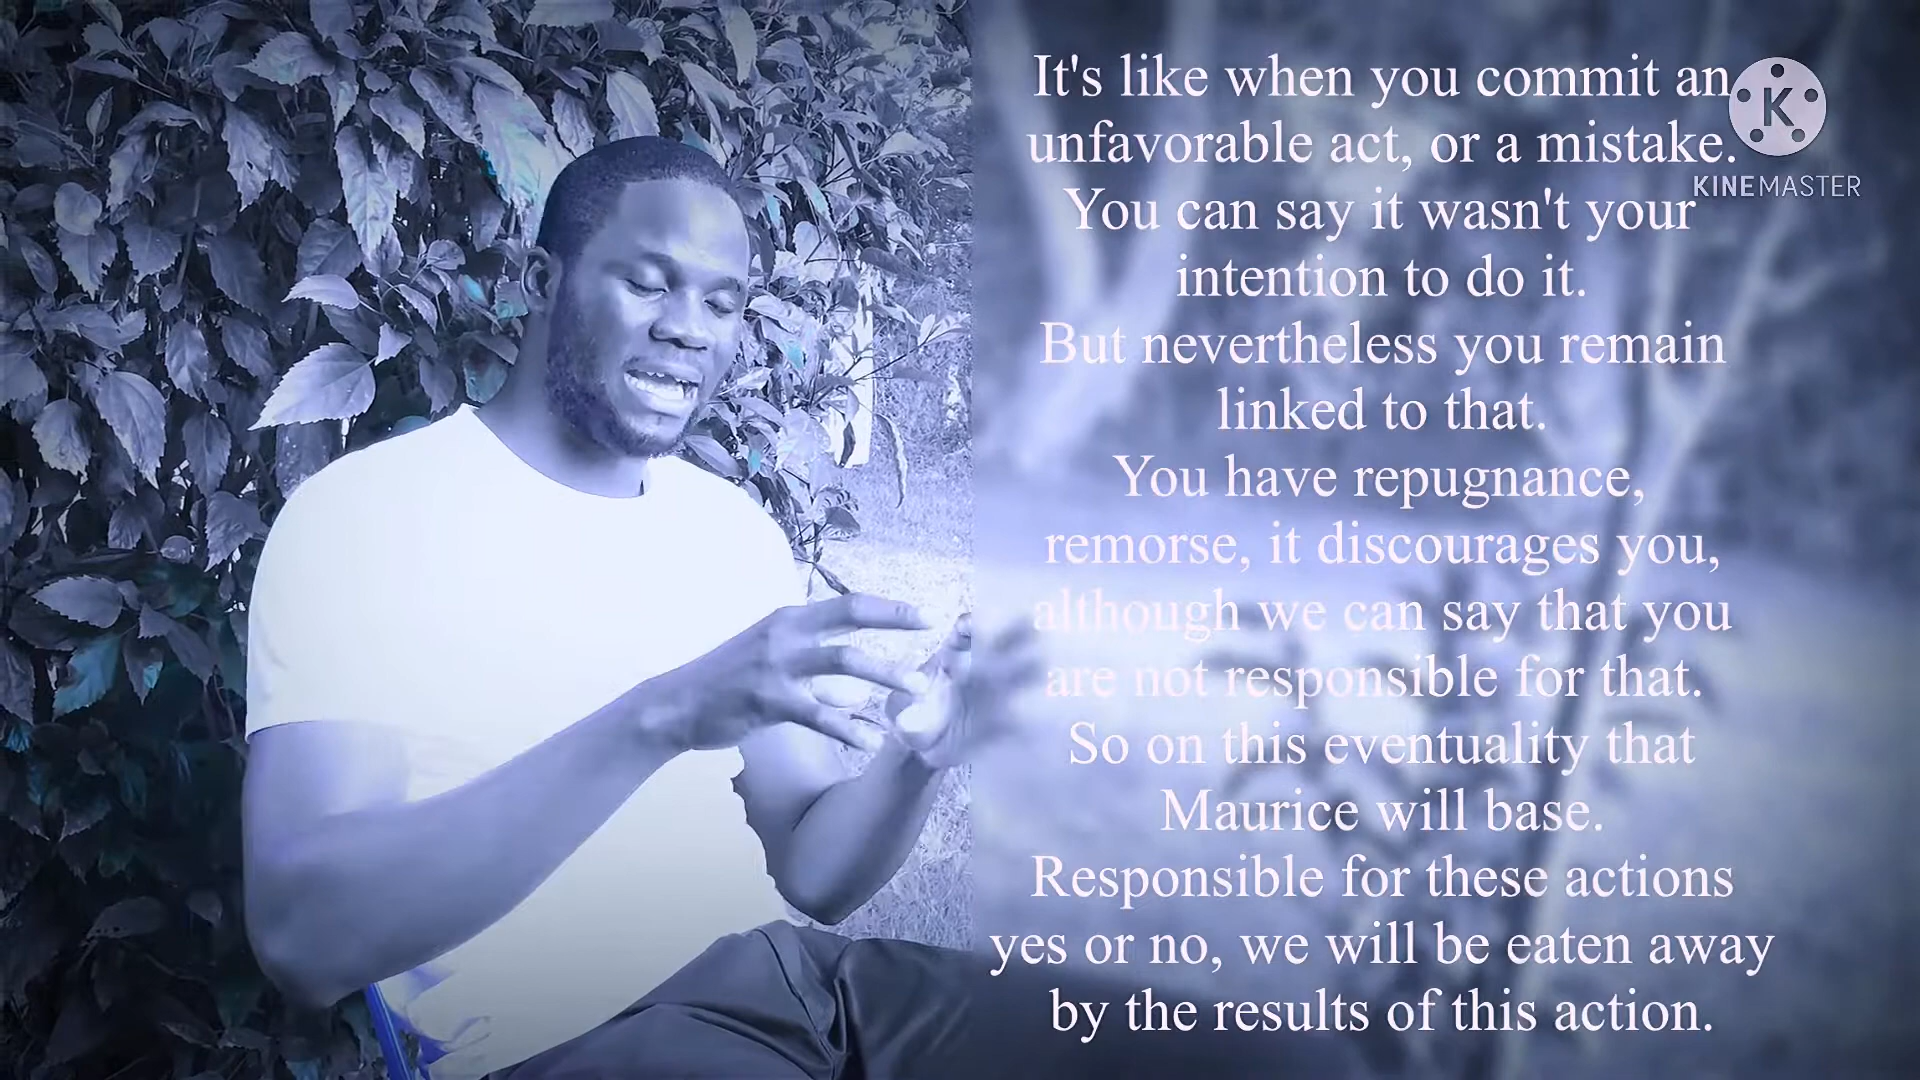 It's like when you commit an
unfavorable act, or a mistake.
You can say it wasn't your
intention to do it.
But nevertheless you remain
linked to that.
You have repugnance,
remorse, it discourages you,
although we can say that you
are not responsible for that.
So on this eventuality that
Maurice will base.
Responsible for these actions
yes or no, we will be eaten away
by the results of this action.
K
KINEMASTER